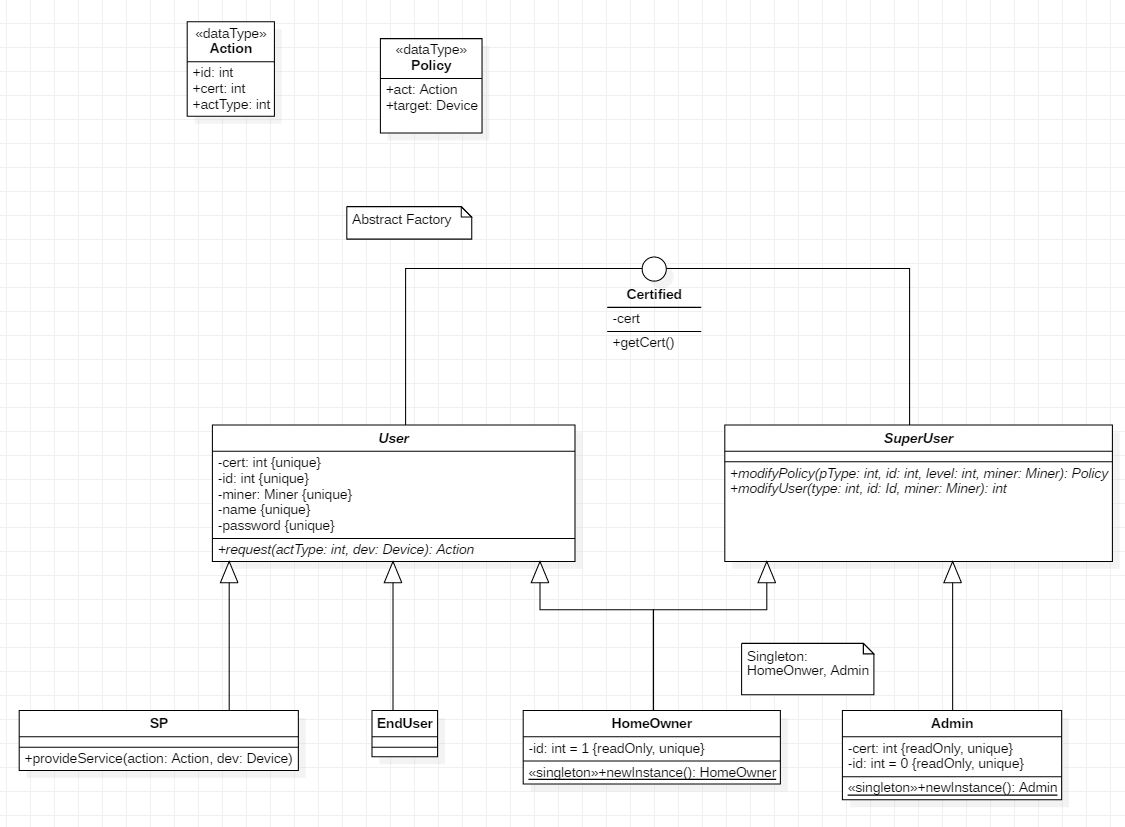 «dataType»
Action
+id: int
+cert: int
+actType: int
«dataType»
Policy
+act: Action
+target: Device
Abstract Factory
Certified
-cert
+getCert()
User
-cert: int {unique}
-id: int {unique}
-miner: Miner {unique}
-name {unique}
-password {unique}
+request(actType: int, dev: Device): Action
SuperUser
+modifyPolicy(pType: int, id: int, level: int, miner: Miner): Policy
+modifyUser(type: int, id: Id, miner: Miner): int
Singleton:
HomeOnwer, Admin
SP
+provideService(action: Action, dev: Device)
EndUser
HomeOwner
-id: int = 1 {readOnly, unique}
«singleton»+newInstance(): HomeOwner
Admin
-cert: int {readOnly, unique}
-id: int = 0 {readOnly, unique}
«singleton»+newInstance(): Admin